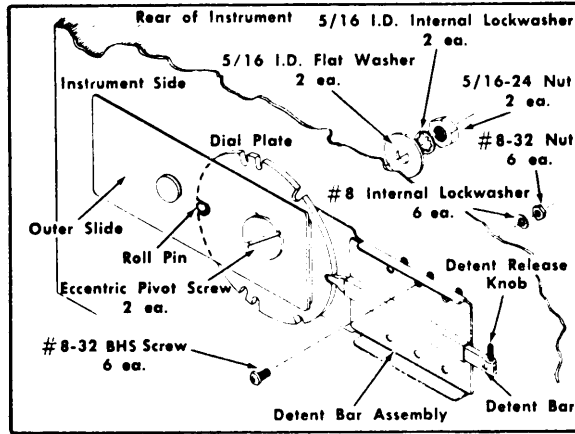 Rear of Instrument
5/16 I.D. Internal Lockwasher
2 ea.
5/16 I.D. Flat Washer
2 ea.
Instrument Side
5/16-24 Nut
2 ea.
Dial Plate
#8-32 Nut
6 ea.
#8 Internal Lockwasher
6 ea.
Outer Slide
Roll Pin
Detent Release
Knob
Eccentric Pivot Screw
2 ea.
#8-32 BHS Screw
6 ea.
Detent Bar Assembly
Detent Bar